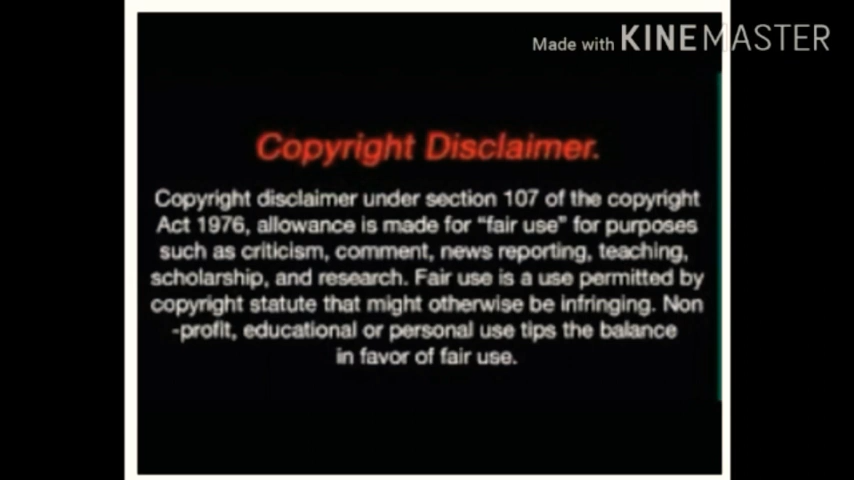 Made with KINEMASTER
Copyright Disclaimer.
Copyright disclaimer under section 107 of the copyright
Act 1976, allowance is made for “fair use” for purposes
such as criticism, comment, news reporting, teaching,
scholarship, and research. Fair use is a use permitted by
copyright statute that might otherwise be infringing. Non
-profit, educational or personal use tips the balance
in favor of fair use.